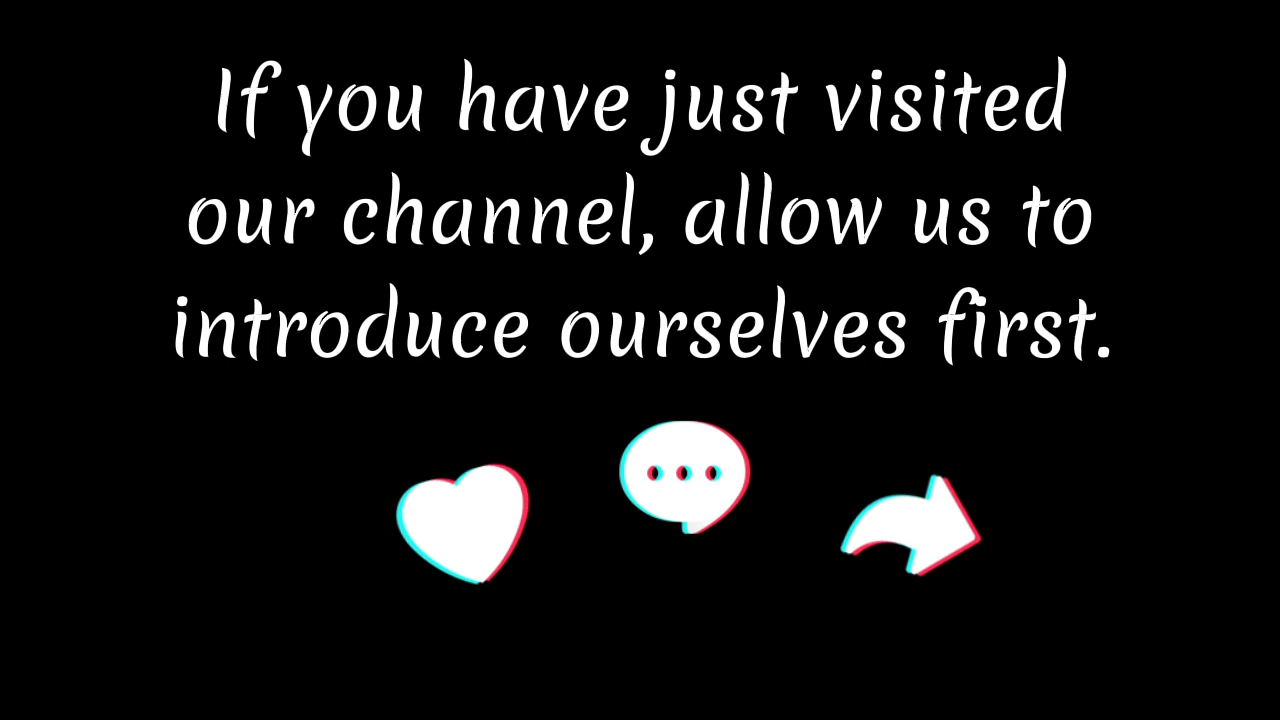 If you have just visited
our channel, allow us to
introduce ourselves first.